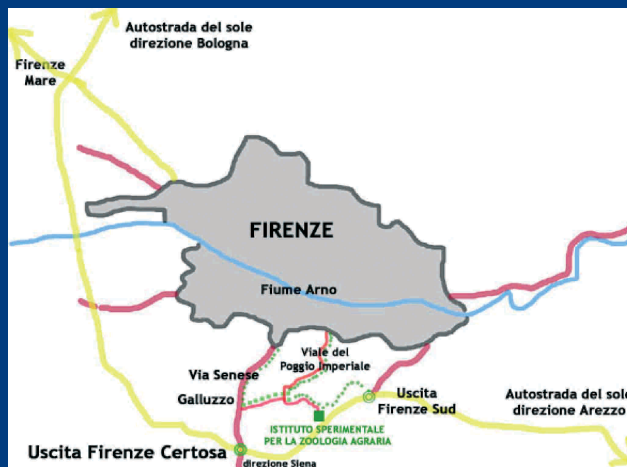 Autostrada del sole
direzione Bologna
Firenze
Mare
FIRENZE
Fiume Arno
Viale del
Poggio Imperiale
Via Senese
Galluzzo
Uscita
Firenze Sud
Autostrada del sole
direzione Arezzo
ISTITUTO SPERIMENTALE
PER LA ZOOLOGIA AGRARIA
Uscita Firenze Certosa
direzione Siena